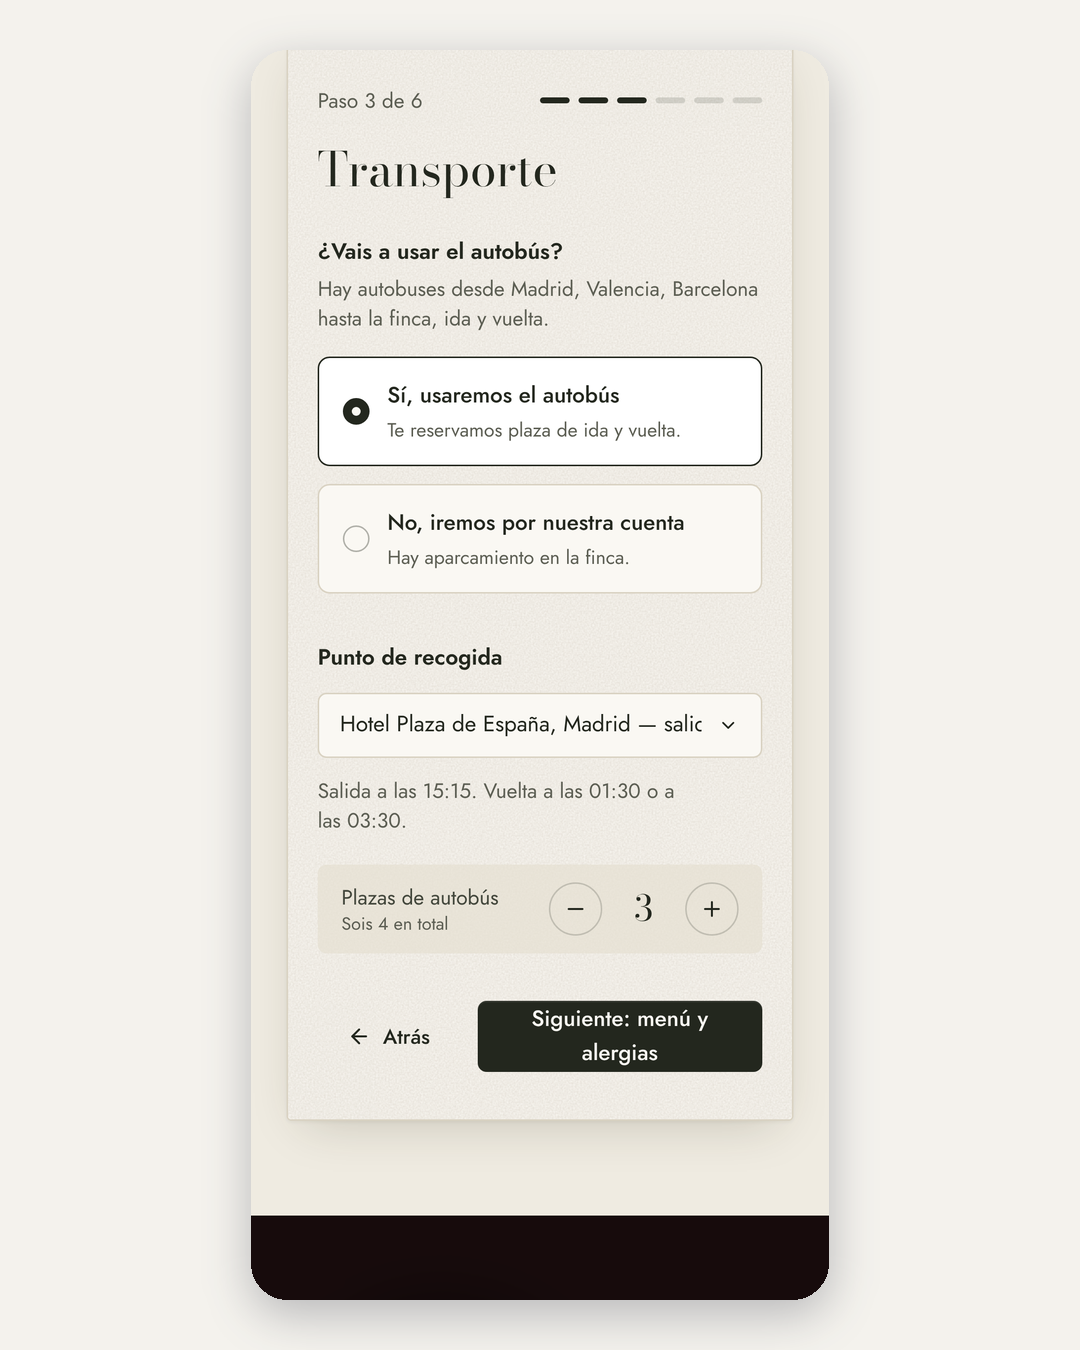 Paso 3 de 6
Transporte
¿Vais a usar el autobús?
Hay autobuses desde Madrid, Valencia, Barcelona
hasta la finca, ida y vuelta.
Sí, usaremos el autobús
Te reservamos plaza de ida y vuelta.
No, iremos por nuestra cuenta
Hay aparcamiento en la finca.
Punto de recogida
Hotel Plaza de España, Madrid —
Salida a las 15:15. Vuelta a las 01:30 o a
las 03:30.
Plazas de autobús
Sois 4 en total
− 3 +
← Atrás
Siguiente: menú y
alergias